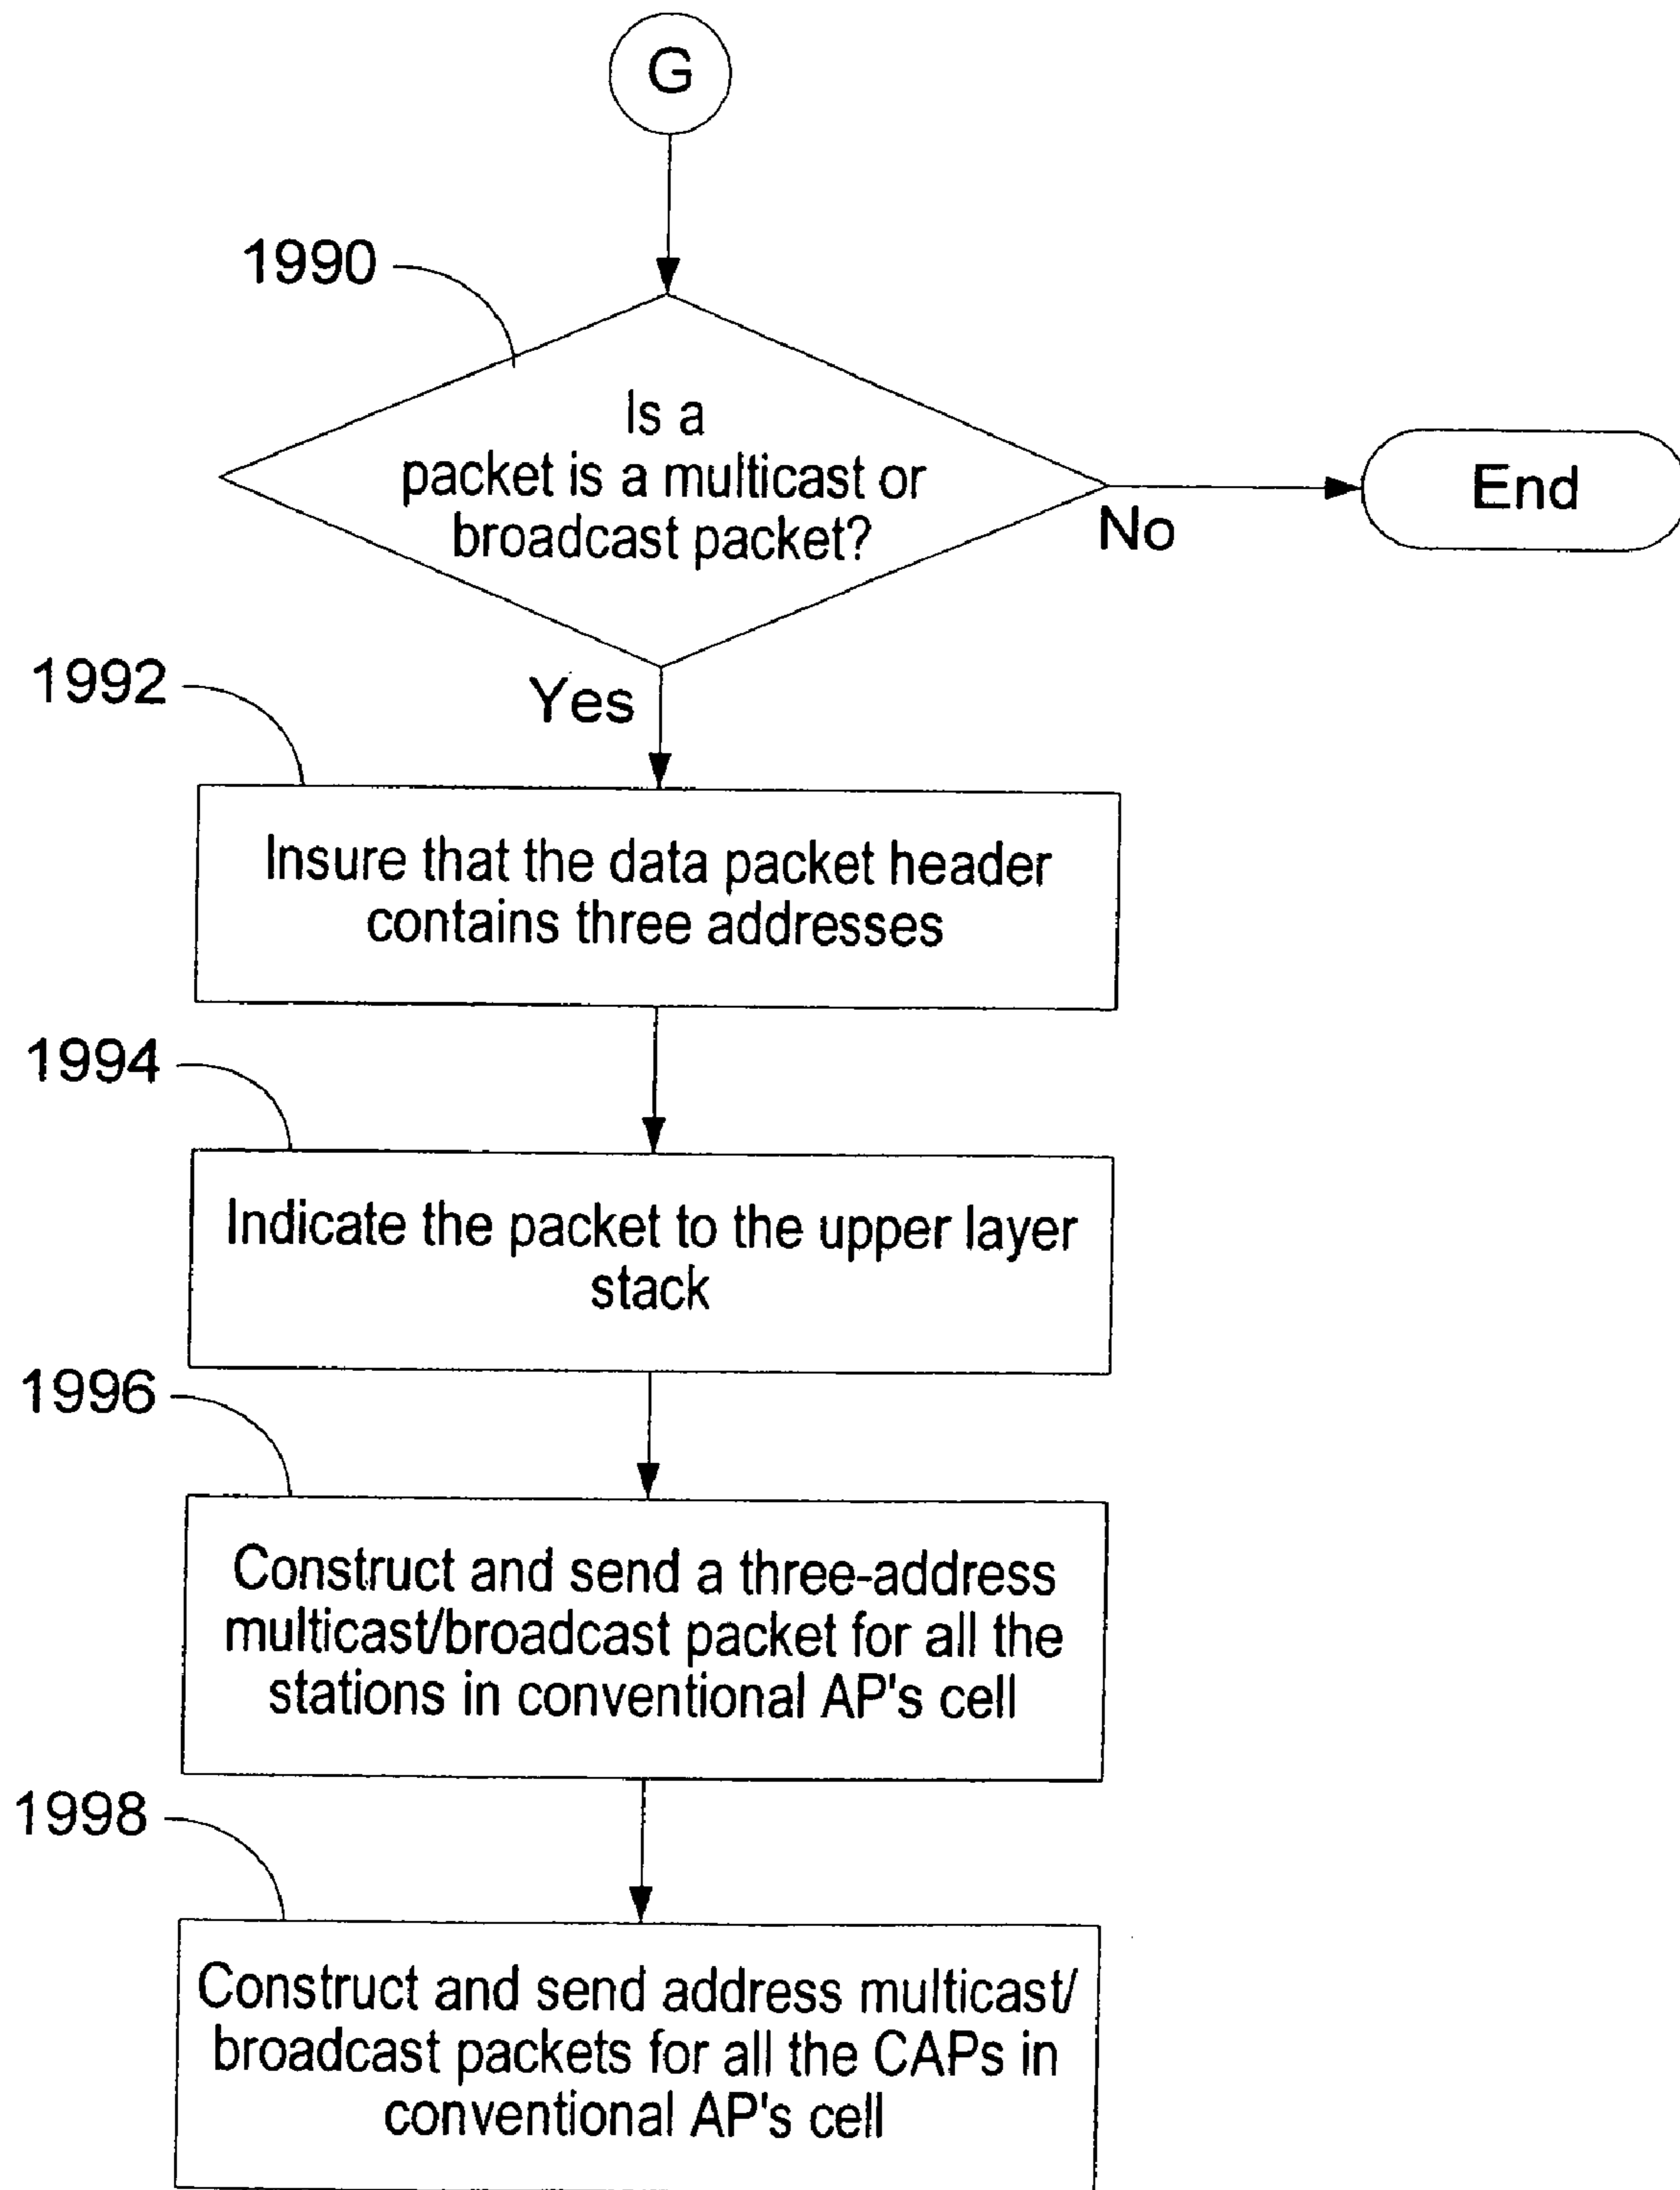 G
1990
Is a
packet is a multicast or
broadcast packet?
No
End
1992
Yes
Insure that the data packet header
contains three addresses
1994
Indicate the packet to the upper layer
stack
1996
Construct and send a three-address
multicast/broadcast packet for all the
stations in conventional AP's cell
1998
Construct and send address multicast/
broadcast packets for all the CAPs in
conventional AP's cell